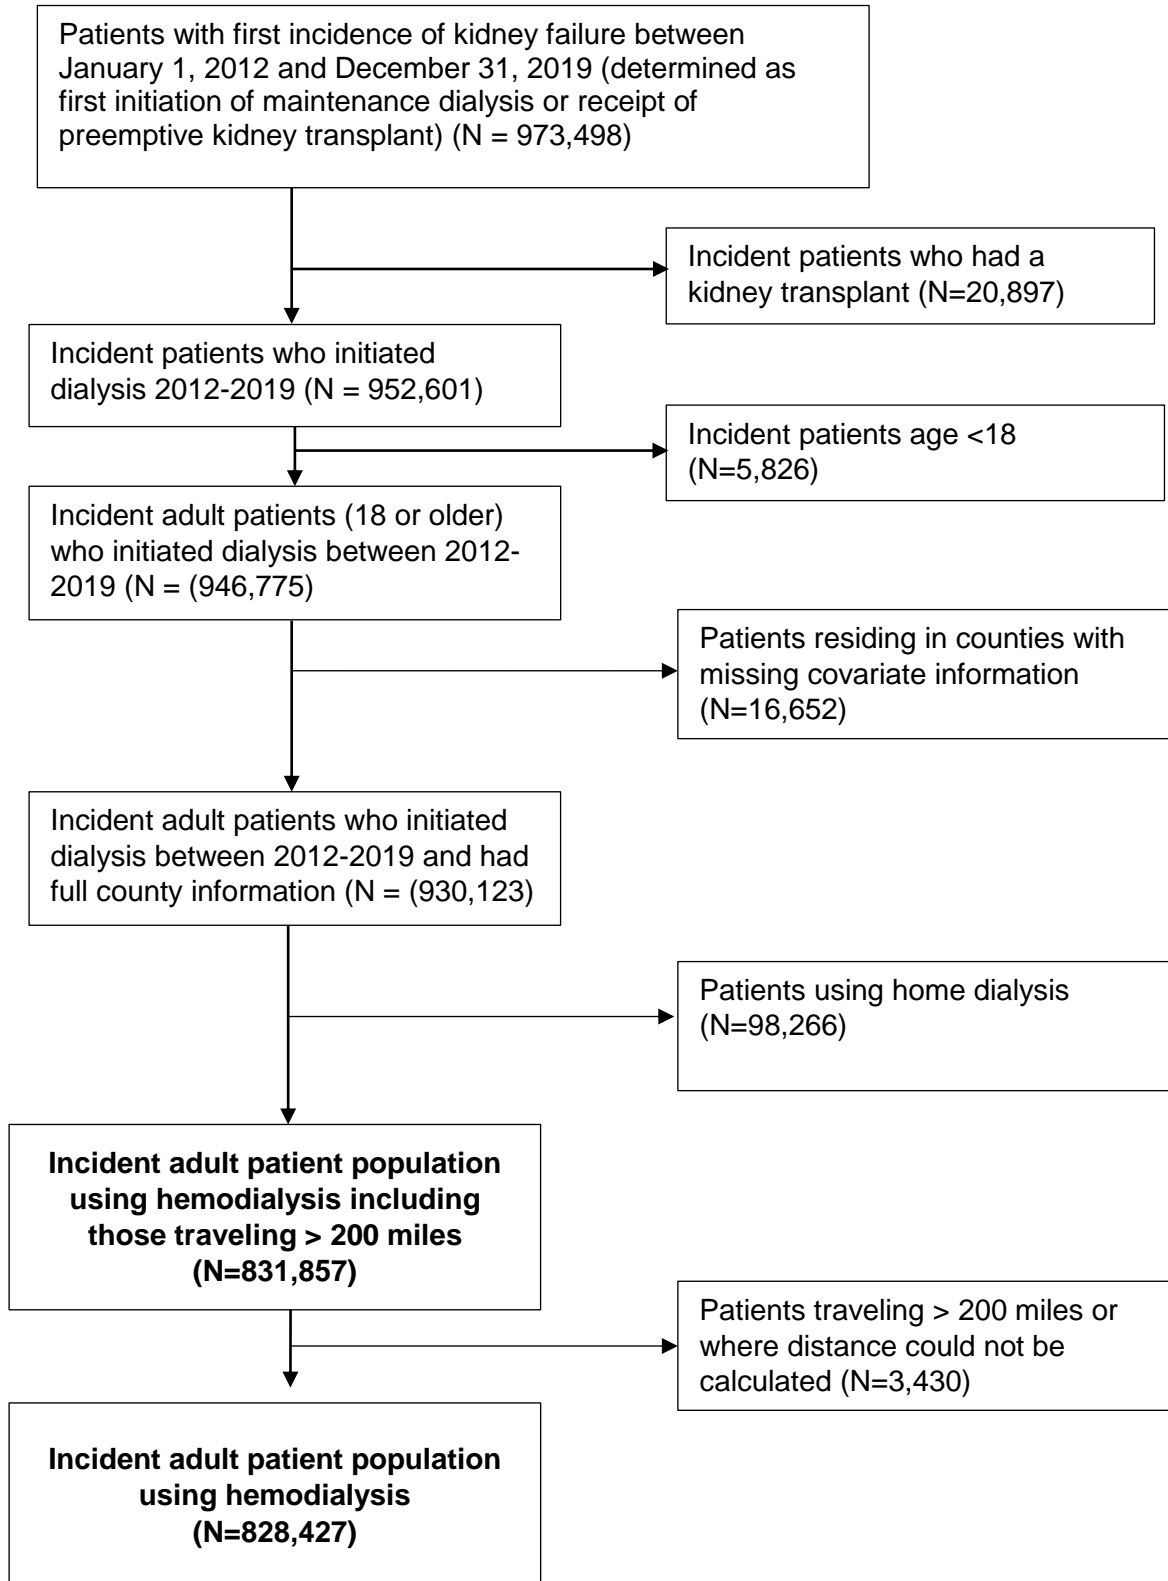 Patients with first incidence of kidney failure between
January 1, 2012 and December 31, 2019 (determined as
first initiation of maintenance dialysis or receipt of
preemptive kidney transplant) (N = 973,498)
Incident patients who had a
kidney transplant (N=20,897)
Incident patients who initiated
dialysis 2012-2019 (N = 952,601)
Incident patients age <18
(N=5,826)
Incident adult patients (18 or older)
who initiated dialysis between 2012-
2019 (N = (946,775)
Patients residing in counties with
missing covariate information
(N=16,652)
Incident adult patients who initiated
dialysis between 2012-2019 and had
full county information (N = (930,123)
Patients using home dialysis
(N=98,266)
Incident adult patient population
using hemodialysis including
those traveling > 200 miles
(N=831,857)
Patients traveling > 200 miles or
where distance could not be
calculated (N=3,430)
Incident adult patient population
using hemodialysis
(N=828,427)